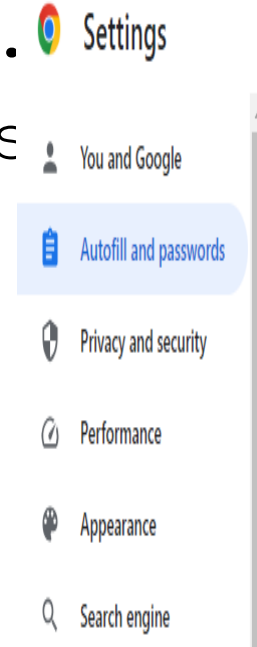 Settings
You and Google
Autofill and passwords
Privacy and security
Performance
Appearance
Search engine